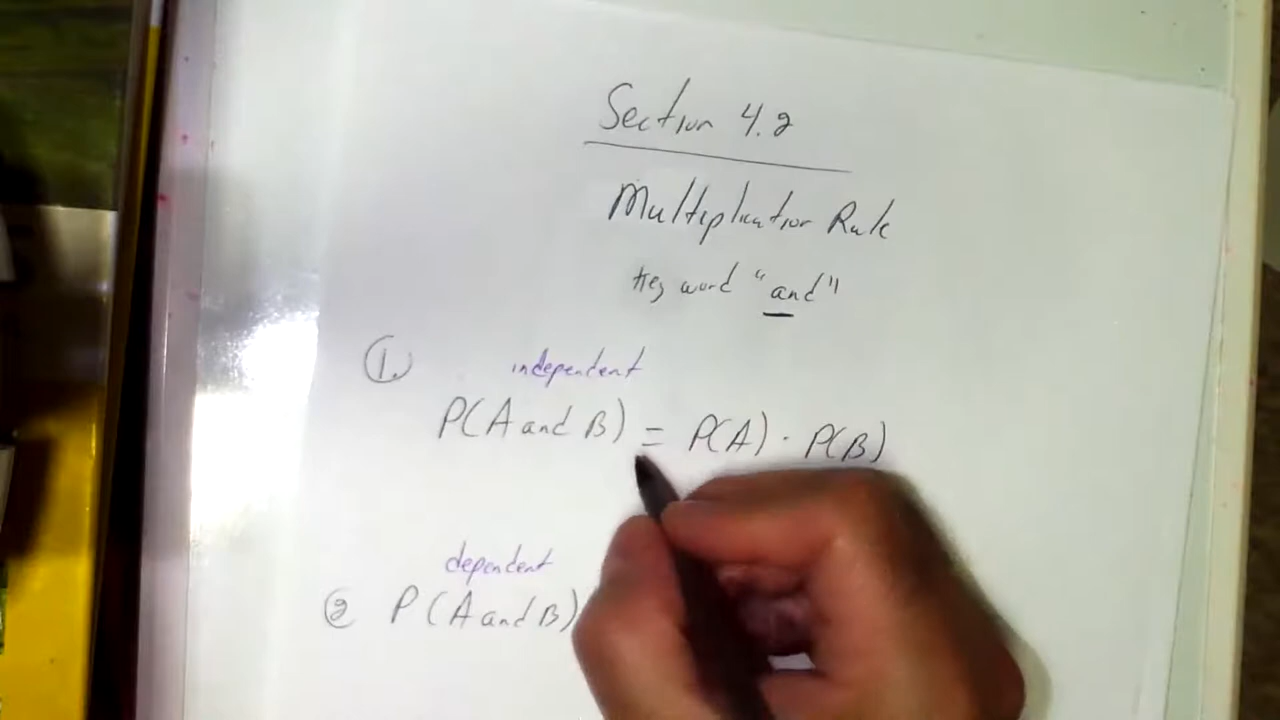 Section 4.2
Multiplication Rule
Key word "and"
1.
independent
P(A and B) = P(A) · P(B)
dependent
2 P(A and B)